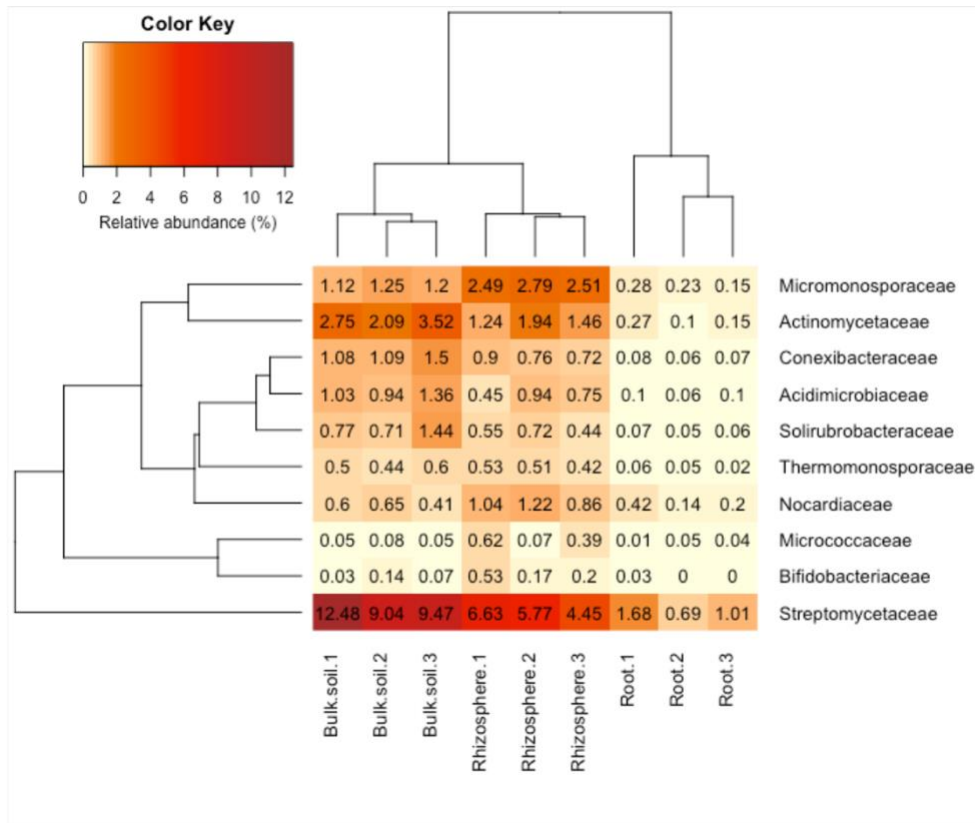 Color Key
0 2 4 6 8 10 12
Relative abundance (%)
1.12 1.25 1.2 2.49 2.79 2.51 0.28 0.23 0.15 Micromonosporaceae
2.75 2.09 3.52 1.24 1.94 1.46 0.27 0.1 0.15 Actinomycetaceae
1.08 1.09 1.5 0.9 0.76 0.72 0.08 0.06 0.07 Conexibacteraceae
1.03 0.94 1.36 0.45 0.94 0.75 0.1 0.06 0.1 Acidimicrobiaceae
0.77 0.71 1.44 0.55 0.72 0.44 0.07 0.05 0.06 Solirubrobacteraceae
0.5 0.44 0.6 0.53 0.51 0.42 0.06 0.05 0.02 Thermomonosporaceae
0.6 0.65 0.41 1.04 1.22 0.86 0.42 0.14 0.2 Nocardiaceae
0.05 0.08 0.05 0.62 0.07 0.39 0.01 0.05 0.04 Micrococcaceae
0.03 0.14 0.07 0.53 0.17 0.2 0.03 0 0 Bifidobacteriaceae
12.48 9.04 9.47 6.63 5.77 4.45 1.68 0.69 1.01 Streptomycetaceae
Bulk.soil.1
Bulk.soil.2
Bulk.soil.3
Rhizosphere.1
Rhizosphere.2
Rhizosphere.3
Root.1
Root.2
Root.3